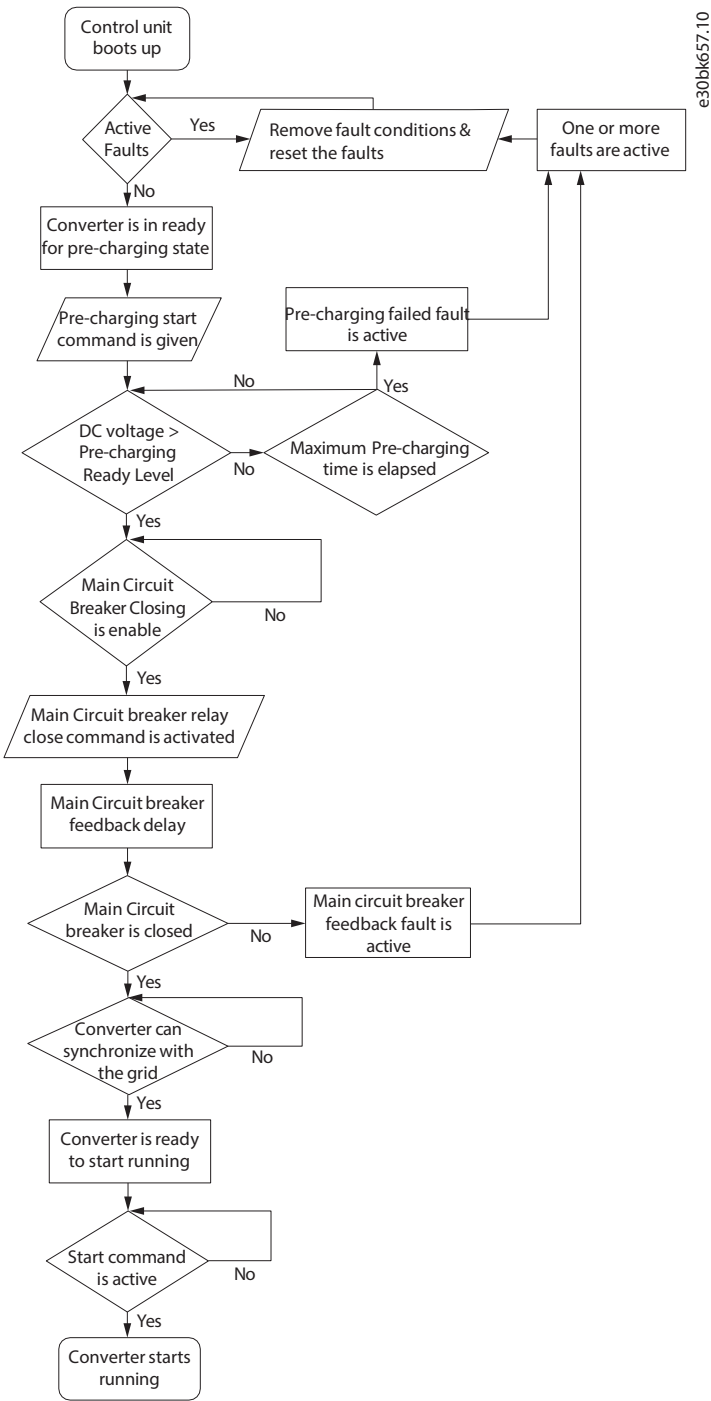 e30bk657.10
Control unit
boots up
Active
Faults
Yes
Remove fault conditions &
reset the faults
One or more
faults are active
No
Converter is in ready
for pre-charging state
Pre-charging start
command is given
Pre-charging failed fault
is active
No
Yes
DC voltage >
Pre-charging
Ready Level
No
Maximum Pre-charging
time is elapsed
Yes
Main Circuit
Breaker Closing
is enable
No
Yes
Main Circuit breaker relay
close command is activated
Main Circuit breaker
feedback delay
Main Circuit
breaker is closed
No
Main circuit breaker
feedback fault is
active
Yes
Converter can
synchronize with
the grid
No
Yes
Converter is ready
to start running
Start command
is active
No
Yes
Converter starts
running